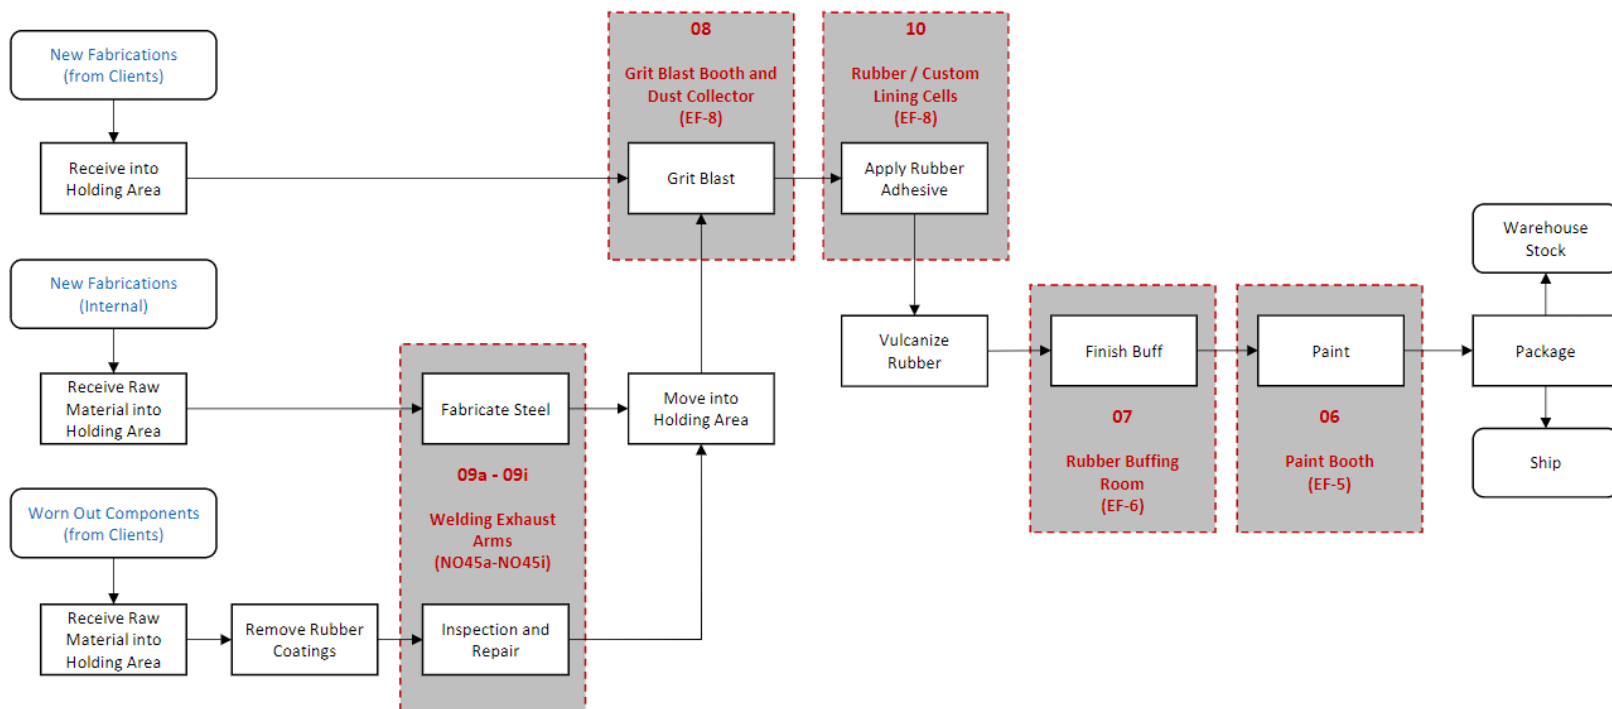 New Fabrications
(from Clients)
Receive into
Holding Area
08
Grit Blast Booth and
Dust Collector
(EF-8)
Grit Blast
10
Rubber / Custom
Lining Cells
(EF-8)
Apply Rubber
Adhesive
New Fabrications
(Internal)
Receive Raw
Material into
Holding Area
Fabricate Steel
09a - 09i
Welding Exhaust
Arms
(NO45a-NO45i)
Move into
Holding Area
Vulcanize
Rubber
Finish Buff
07
Rubber Buffing
Room
(EF-6)
Paint
06
Paint Booth
(EF-5)
Warehouse
Stock
Package
Ship
Worn Out Components
(from Clients)
Receive Raw
Material into
Holding Area
Remove Rubber
Coatings
Inspection and
Repair